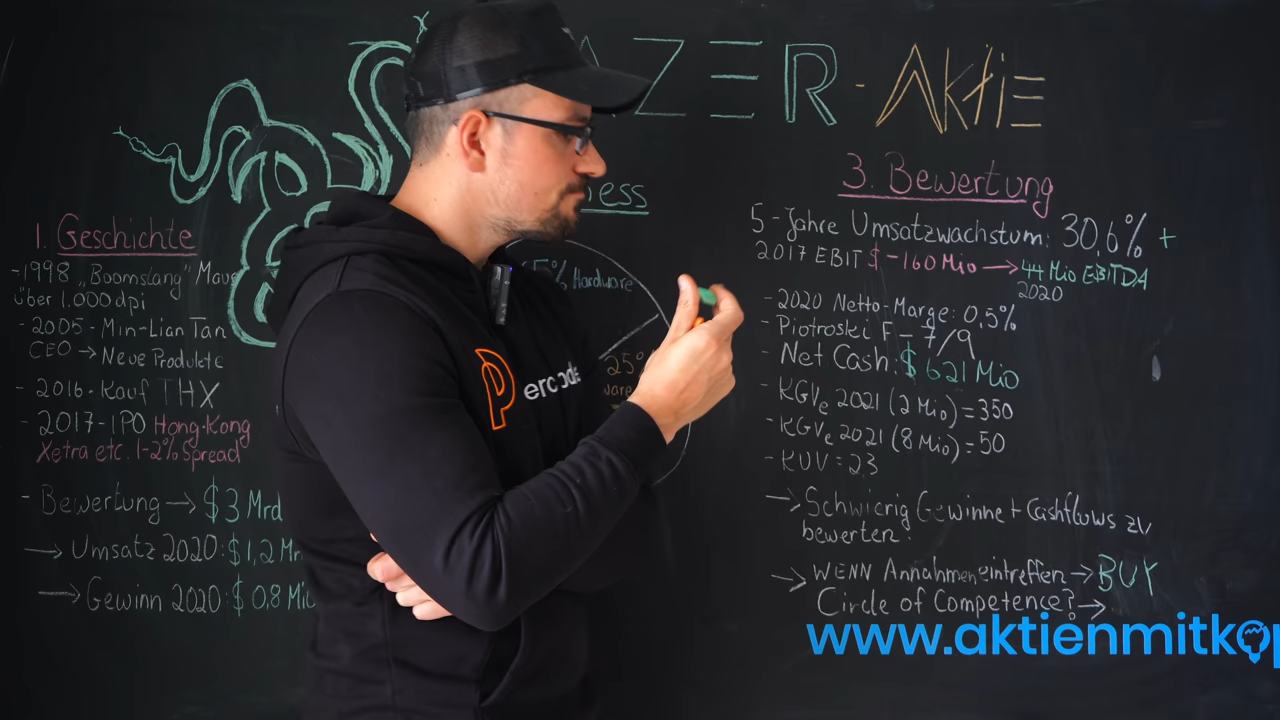 ZER-Aktie
1. Geschichte
-1998 „Boomslang" Maus
über 1.000 dpi
-2005- Min-Lian Tan
CEO → Neue Produkte
-2016- Kauf THX
-2017-IPO Hong-Kong
Xetra etc. 1-2% Spread
- Bewertung → $3 Mrd
→ Umsatz 2020: $1,2 Mr
→ Gewinn 2020: $ 0,8 Mio
ness
5% Hardware
25%
ware
ercode
3. Bewertung
5-Jahre Umsatzwachstum: 30,6% +
2017 EBIT $-160 Mio → 44 Mio EBITDA
2020
- 2020 Netto-Marge: 0,5%
- Piotroski F - 7/9
- Net Cash: $ 621 Mio
- KGVe 2021 (2 Mio) = 350
- KGVe 2021 (8 Mio) = 50
- KUV = 23
→ Schwierig Gewinne + Cashflows zu
bewerten!
→ WENN Annahmen eintreffen → BUY
Circle of Competence? →
www.aktienmitkop